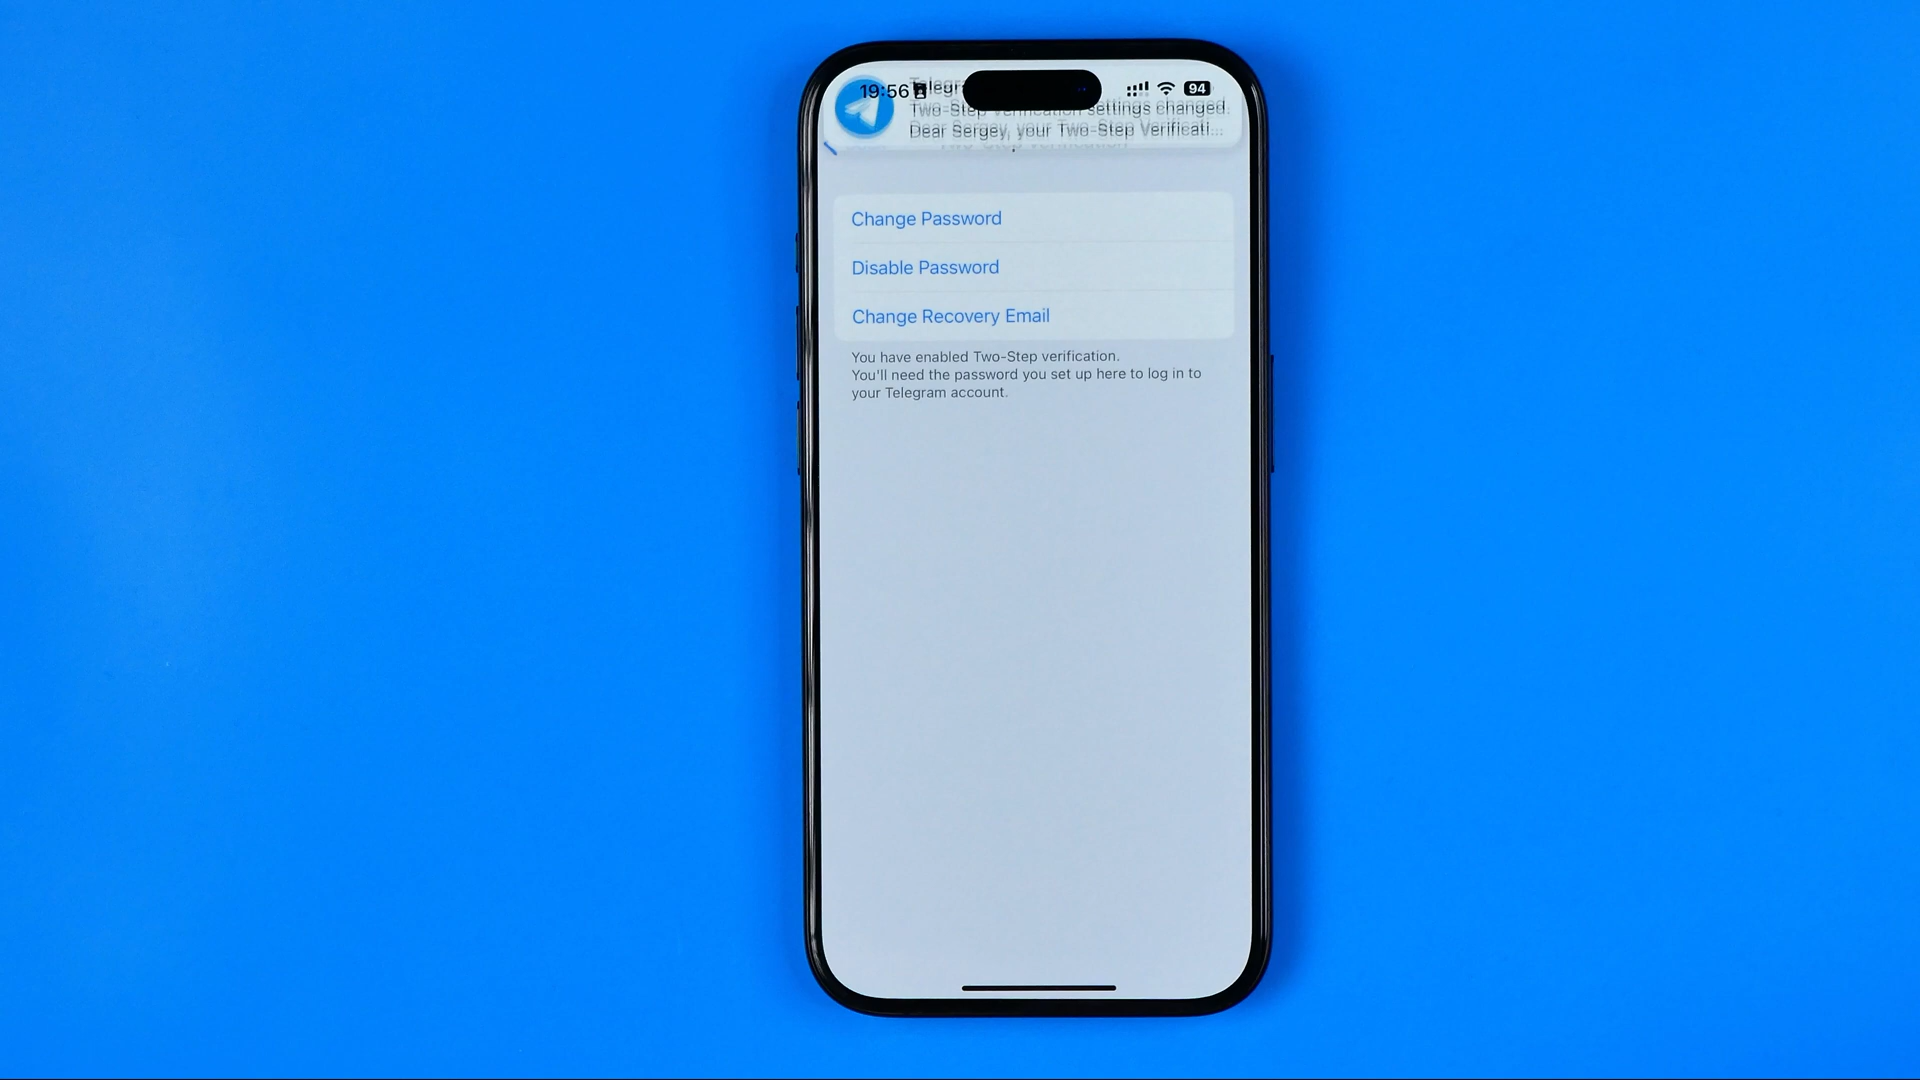 19:56
94
Two-Step Verification settings changed.
Dear Sergey, your Two-Step Verificati...
Two-Step Verification
Change Password
Disable Password
Change Recovery Email
You have enabled Two-Step verification.
You'll need the password you set up here to log in to
your Telegram account.